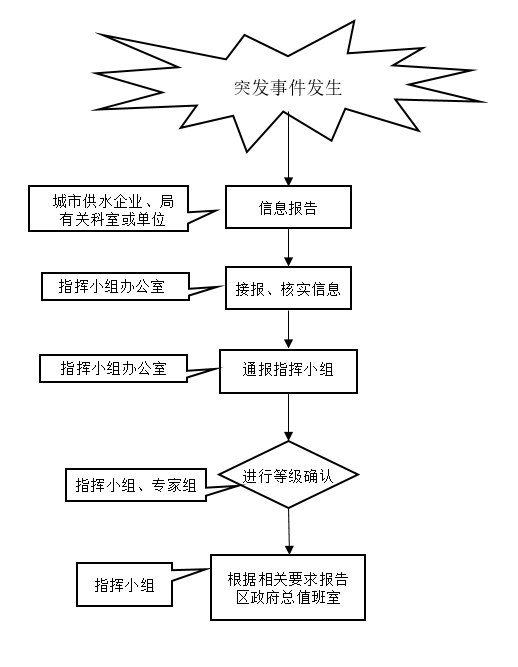 突发事件发生
城市供水企业、局
有关科室或单位
信息报告
指挥小组办公室
接报、核实信息
指挥小组办公室
通报指挥小组
指挥小组、专家组
进行等级确认
指挥小组
根据相关要求报告
区政府总值班室